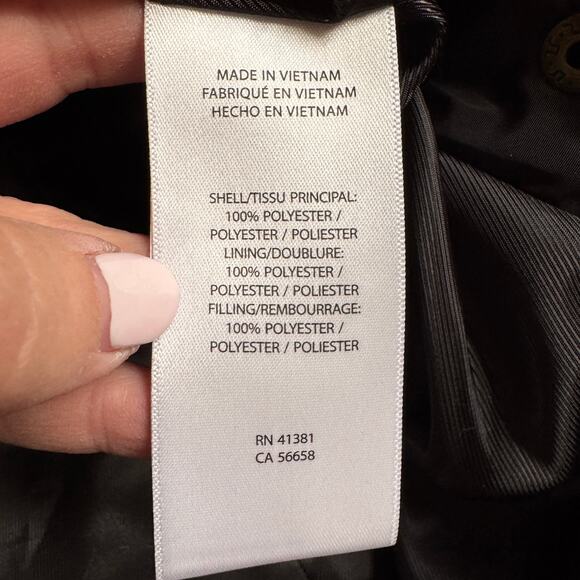 MADE IN VIETNAM
FABRIQUÉ EN VIETNAM
HECHO EN VIETNAM
SHELL/TISSU PRINCIPAL:
100% POLYESTER /
POLYESTER / POLIESTER
LINING/DOUBLURE:
100% POLYESTER /
POLYESTER / POLIESTER
FILLING/REMBOURRAGE:
100% POLYESTER /
POLYESTER / POLIESTER
RN 41381
CA 56658